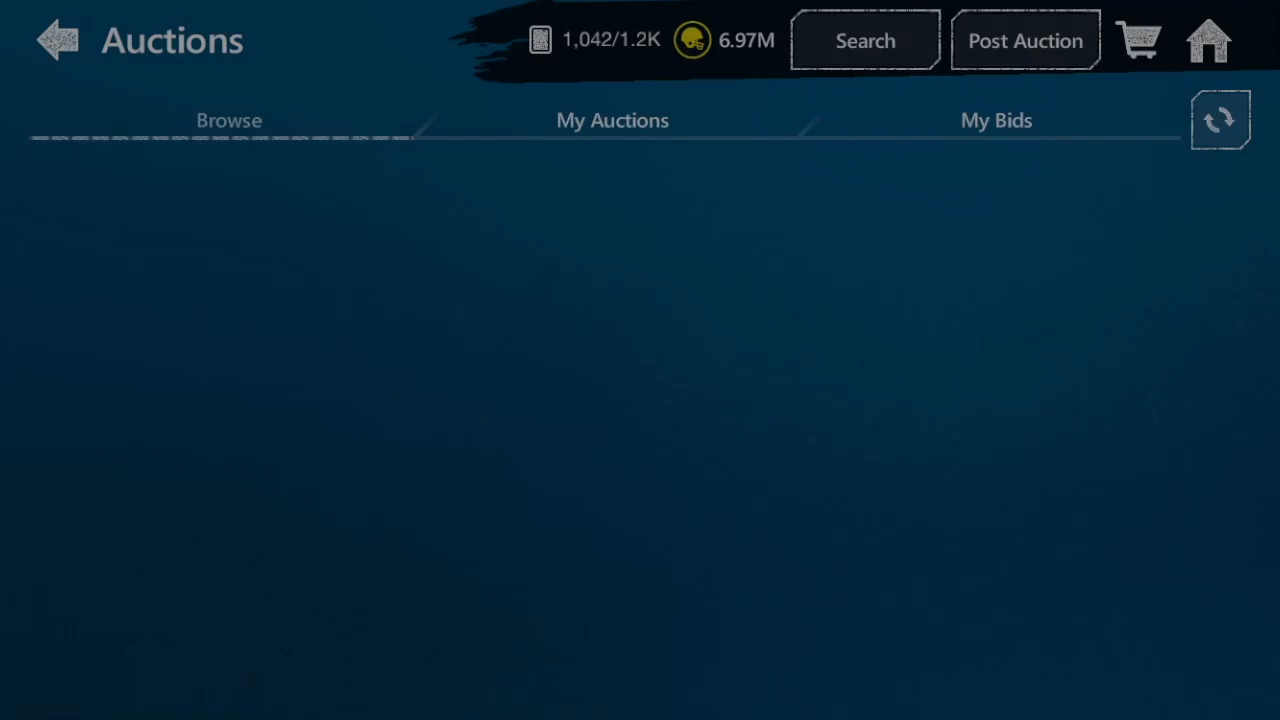 Auctions
1,042/1.2K
6.97M
Search
Post Auction
Browse
My Auctions
My Bids